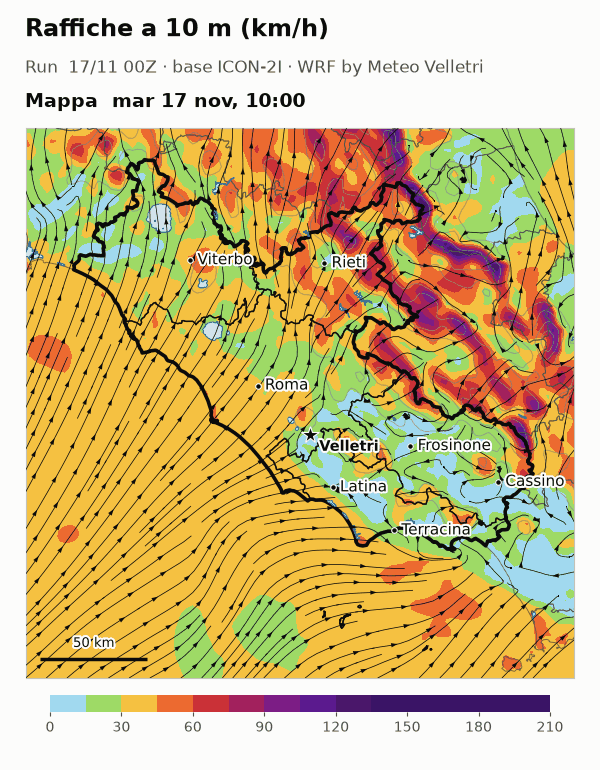 Raffiche a 10 m (km/h)
Run 17/11 00Z · base ICON-2I · WRF by Meteo Velletri
Mappa mar 17 nov, 10:00
Viterbo
Rieti
Roma
Velletri
Frosinone
Cassino
Latina
Terracina
50 km
0 30 60 90 120 150 180 210